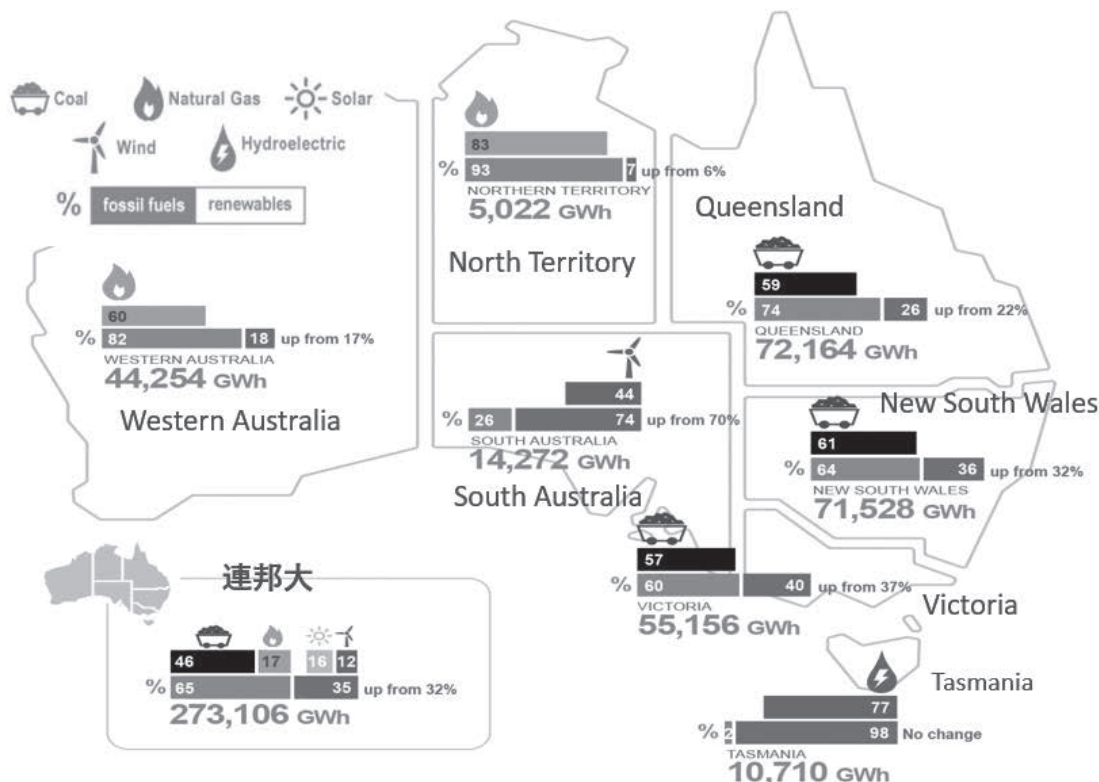 Coal
Natural Gas
Solar
Wind
Hydroelectric
% fossil fuels renewables
83
% 93 7 up from 6%
NORTHERN TERRITORY
5,022 GWh
North Territory
Queensland
59
% 74 26 up from 22%
QUEENSLAND
72,164 GWh
60
% 82 18 up from 17%
WESTERN AUSTRALIA
44,254 GWh
Western Australia
44
% 26 74 up from 70%
SOUTH AUSTRALIA
14,272 GWh
South Australia
New South Wales
61
% 64 36 up from 32%
NEW SOUTH WALES
71,528 GWh
57
% 60 40 up from 37%
VICTORIA
55,156 GWh
Victoria
連邦大
46 17 16 12
% 65 35 up from 32%
273,106 GWh
Tasmania
77
% 2 98 No change
TASMANIA
10,710 GWh